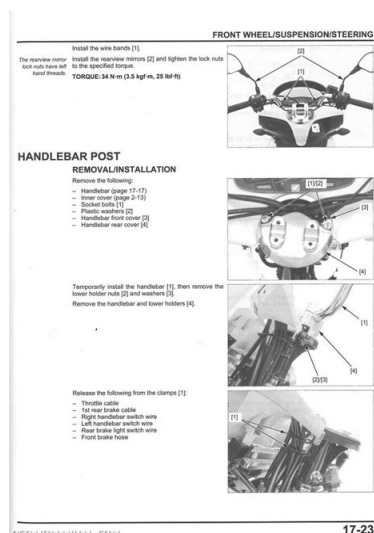 FRONT WHEEL/SUSPENSION/STEERING
Install the wire bands [1].
The rearview mirror
lock nuts have left
hand threads.
Install the rearview mirrors [2] and tighten the lock nuts
to the specified torque.
TORQUE: 34 N·m (3.5 kgf·m, 25 lbf·ft)
[2]
[1]
HANDLEBAR POST
REMOVAL/INSTALLATION
Remove the following:
– Handlebar (page 17-17)
– Inner cover (page 2-13)
– Socket bolts [1]
– Plastic washers [2]
– Handlebar front cover [3]
– Handlebar rear cover [4]
[1]/[2]
[3]
[4]
Temporarily install the handlebar [1], then remove the
lower holder nuts [2] and washers [3].
Remove the handlebar and lower holders [4].
[1]
[4]
[2]/[3]
Release the following from the clamps [1]:
– Throttle cable
– 1st rear brake cable
– Right handlebar switch wire
– Left handlebar switch wire
– Rear brake light switch wire
– Front brake hose
[1]
17-23